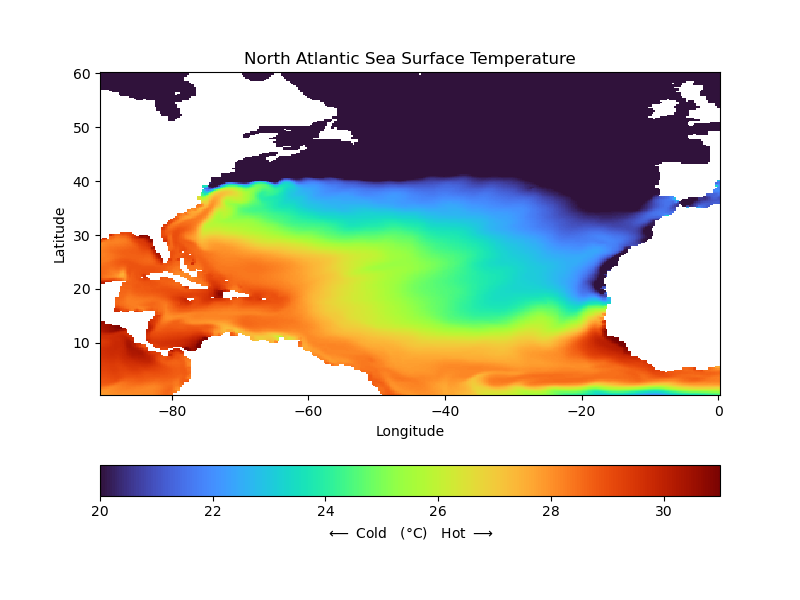 North Atlantic Sea Surface Temperature
60
50
40
30
20
10
Latitude
−80 −60 −40 −20 0
Longitude
20 22 24 26 28 30
⟵ Cold (°C) Hot ⟶